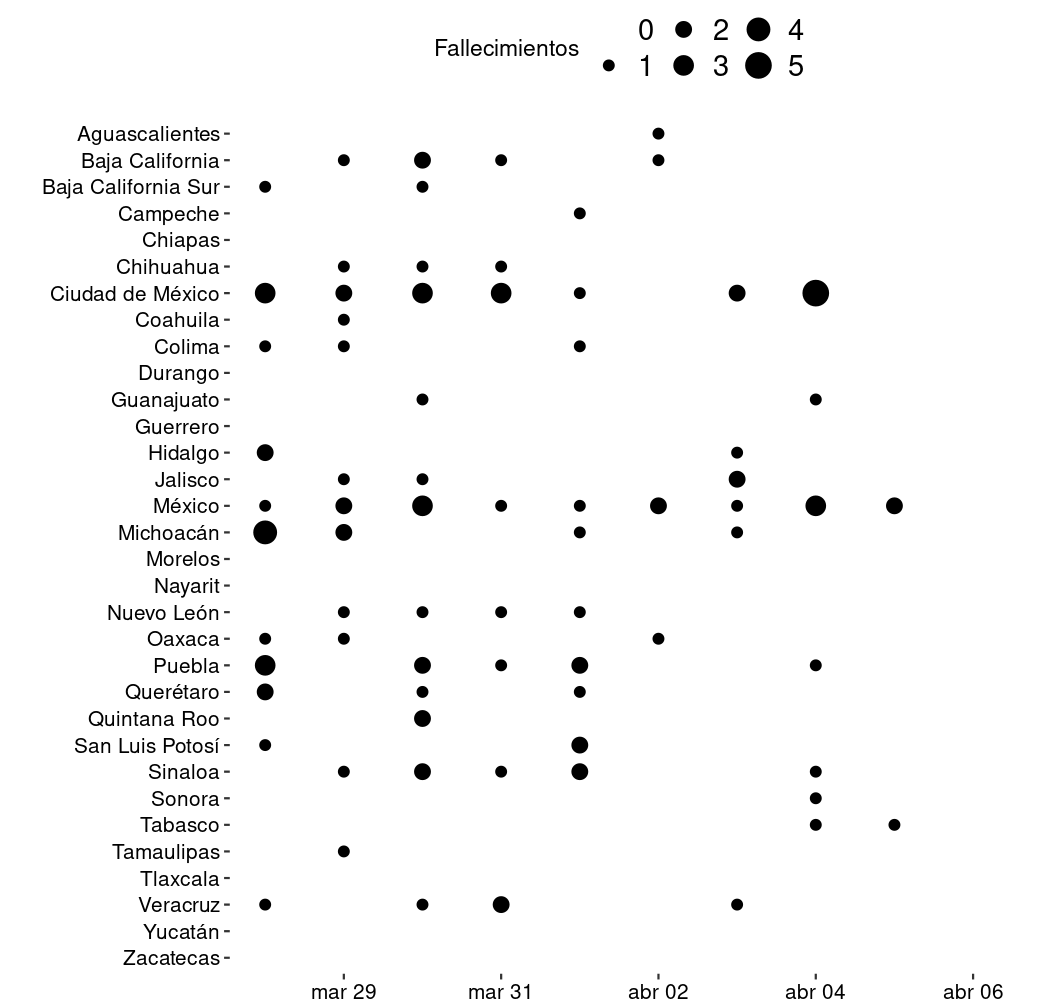 Fallecimientos
0 2 4
1 3 5
Aguascalientes
Baja California
Baja California Sur
Campeche
Chiapas
Chihuahua
Ciudad de México
Coahuila
Colima
Durango
Guanajuato
Guerrero
Hidalgo
Jalisco
México
Michoacán
Morelos
Nayarit
Nuevo León
Oaxaca
Puebla
Querétaro
Quintana Roo
San Luis Potosí
Sinaloa
Sonora
Tabasco
Tamaulipas
Tlaxcala
Veracruz
Yucatán
Zacatecas
mar 29 mar 31 abr 02 abr 04 abr 06